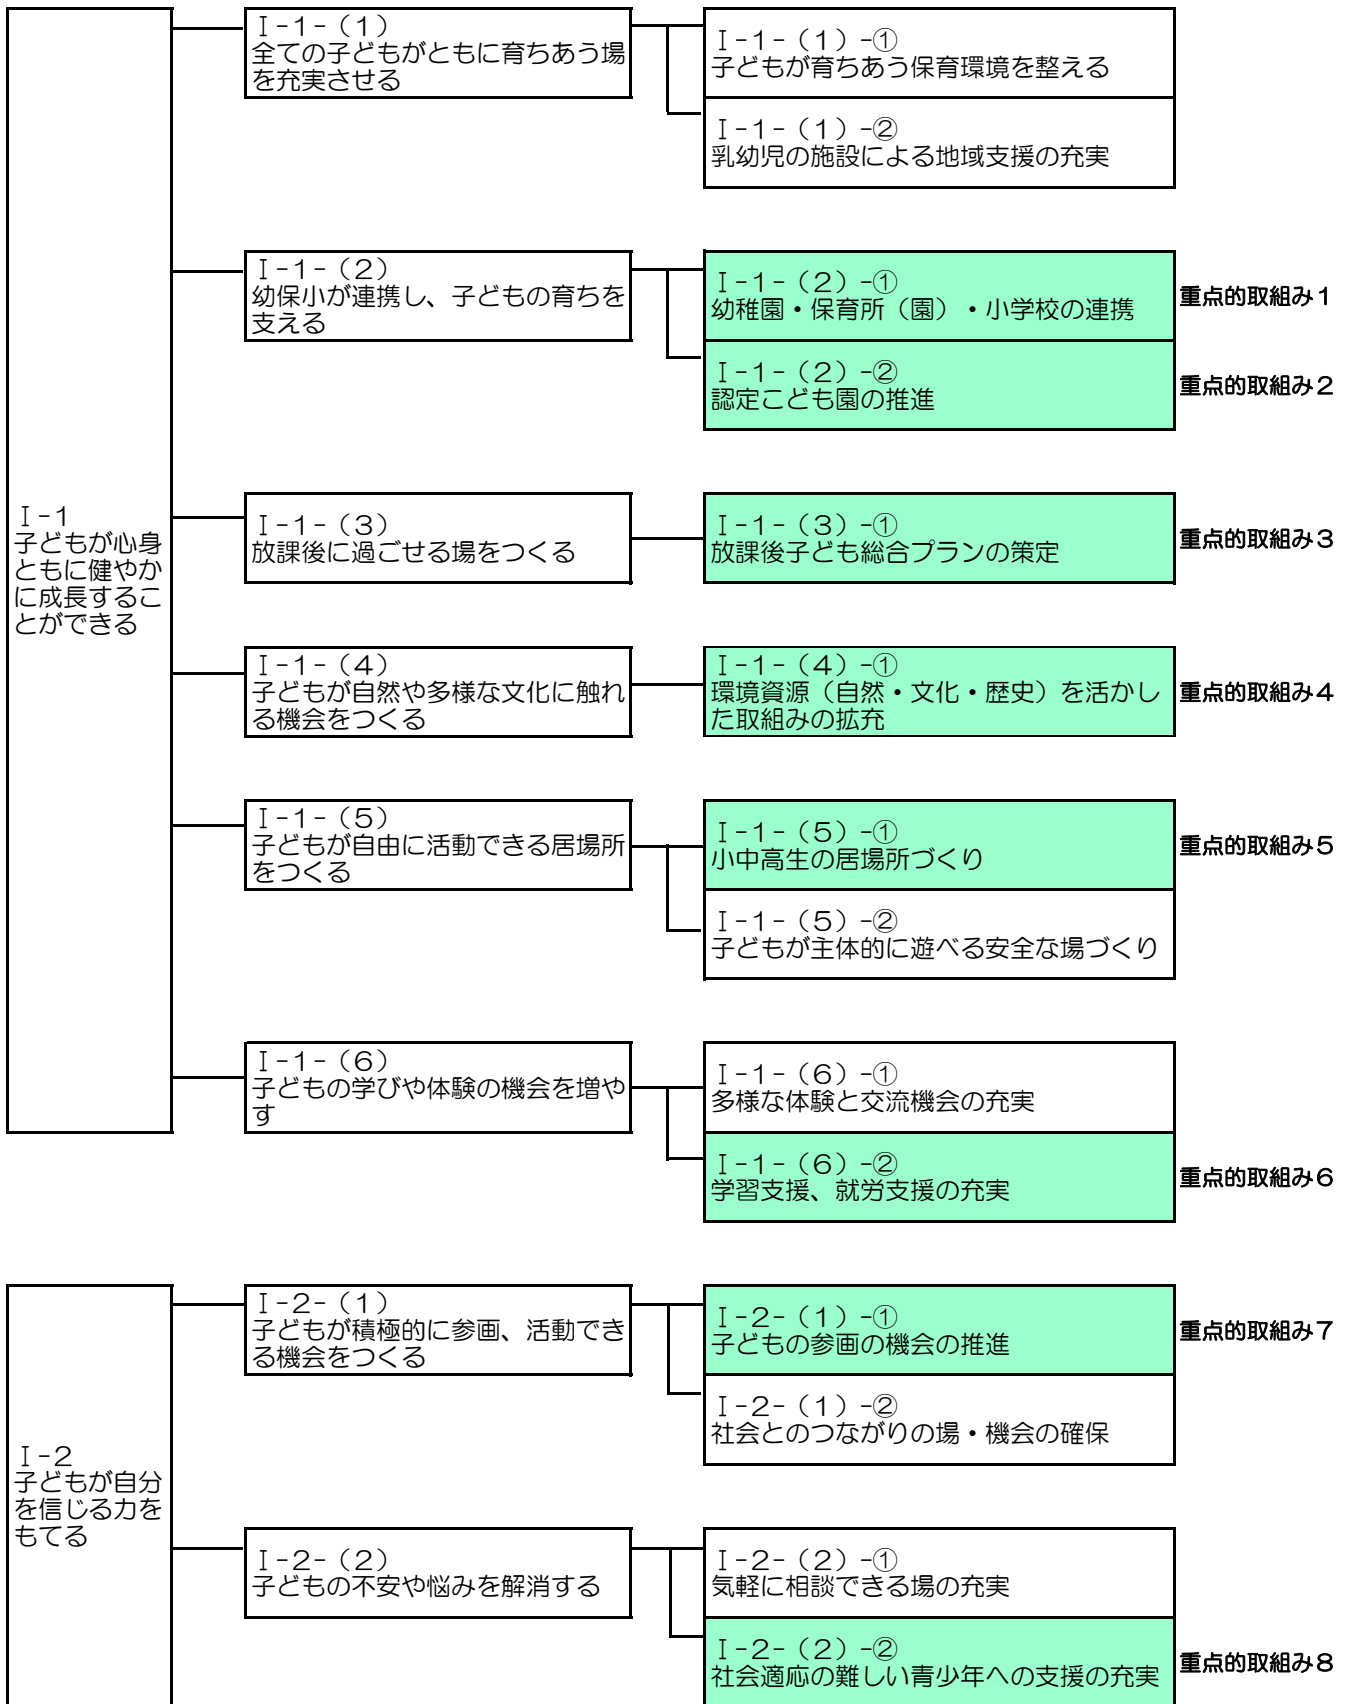 Ⅰ-1
子どもが心身
ともに健やか
に成長するこ
とができる
Ⅰ-1-(1)
全ての子どもがともに育ちあう場
を充実させる
Ⅰ-1-(1)-①
子どもが育ちあう保育環境を整える
Ⅰ-1-(1)-②
乳幼児の施設による地域支援の充実
Ⅰ-1-(2)
幼保小が連携し、子どもの育ちを
支える
Ⅰ-1-(2)-①
幼稚園・保育所（園）・小学校の連携
重点的取組み1
Ⅰ-1-(2)-②
認定こども園の推進
重点的取組み2
Ⅰ-1-(3)
放課後に過ごせる場をつくる
Ⅰ-1-(3)-①
放課後子ども総合プランの策定
重点的取組み3
Ⅰ-1-(4)
子どもが自然や多様な文化に触れ
る機会をつくる
Ⅰ-1-(4)-①
環境資源（自然・文化・歴史）を活かし
た取組みの拡充
重点的取組み4
Ⅰ-1-(5)
子どもが自由に活動できる居場所
をつくる
Ⅰ-1-(5)-①
小中高生の居場所づくり
重点的取組み5
Ⅰ-1-(5)-②
子どもが主体的に遊べる安全な場づくり
Ⅰ-1-(6)
子どもの学びや体験の機会を増や
す
Ⅰ-1-(6)-①
多様な体験と交流機会の充実
Ⅰ-1-(6)-②
学習支援、就労支援の充実
重点的取組み6
Ⅰ-2
子どもが自分
を信じる力を
もてる
Ⅰ-2-(1)
子どもが積極的に参画、活動でき
る機会をつくる
Ⅰ-2-(1)-①
子どもの参画の機会の推進
重点的取組み7
Ⅰ-2-(1)-②
社会とのつながりの場・機会の確保
Ⅰ-2-(2)
子どもの不安や悩みを解消する
Ⅰ-2-(2)-①
気軽に相談できる場の充実
Ⅰ-2-(2)-②
社会適応の難しい青少年への支援の充実
重点的取組み8